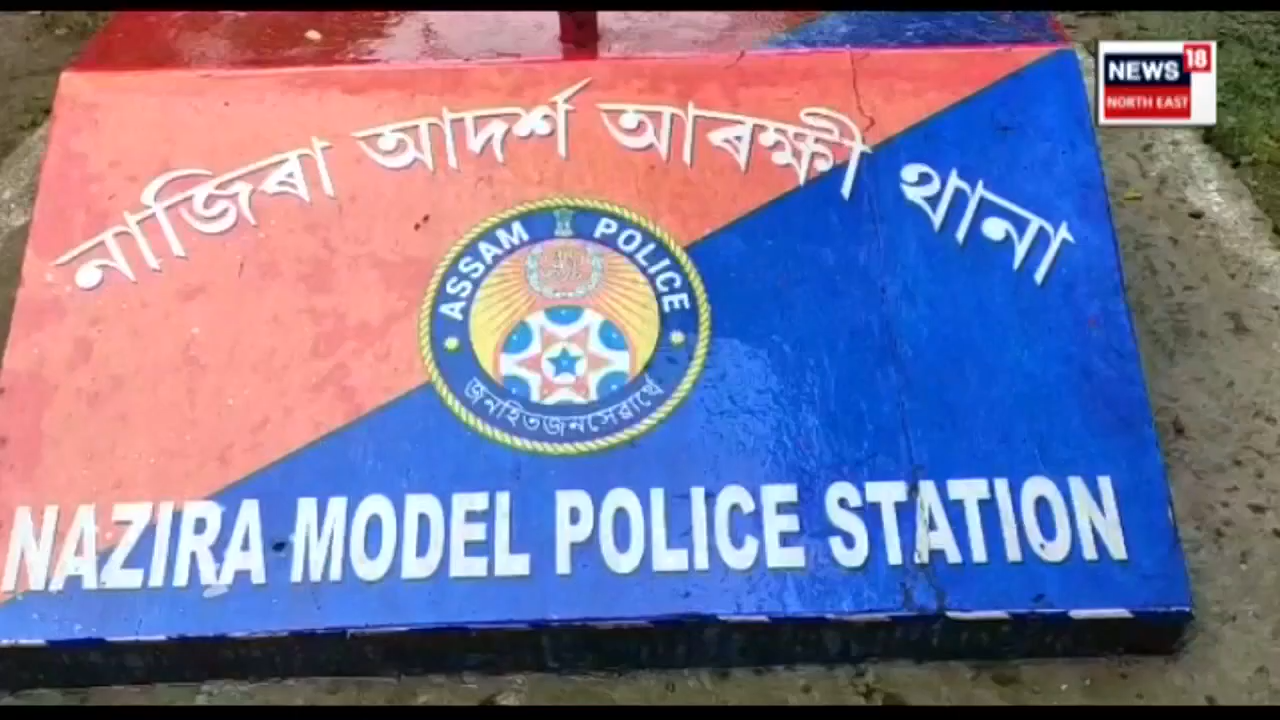 নাজিৰা আদৰ্শ আৰক্ষী থানা
ASSAM POLICE
জনহিতজনসেৱাৰ্থে
NAZIRA MODEL POLICE STATION
NEWS 18
NORTH EAST